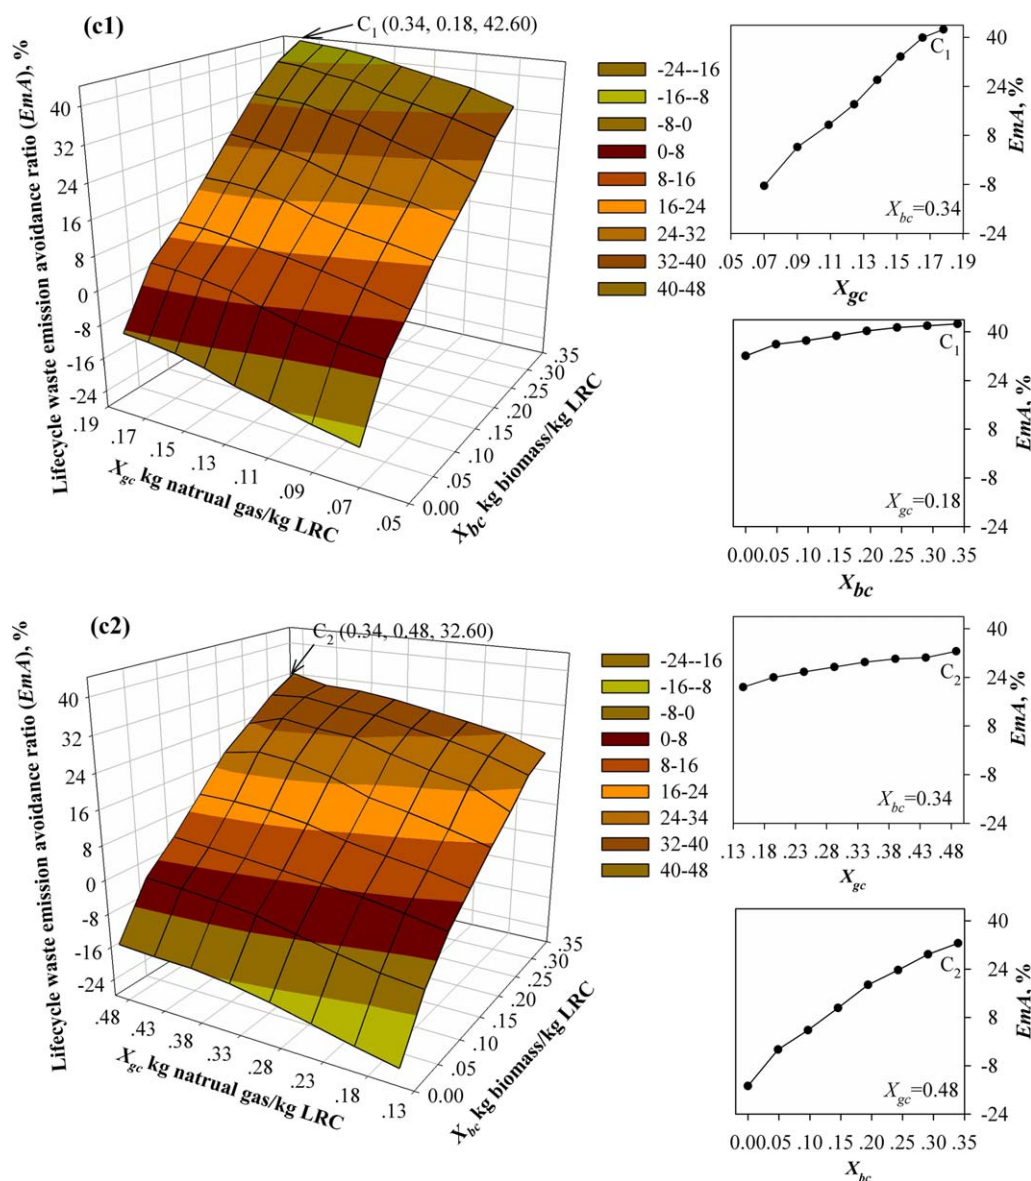 (c1)
C1 (0.34, 0.18, 42.60)
Lifecycle waste emission avoidance ratio (EmA), %
40
32
24
16
8
0
-8
-16
-24
.19
.17
.15
.13
.11
.09
.07
.05
Xgc kg natrual gas/kg LRC
0.00
.05
.10
.15
.20
.25
.30
.35
Xbc kg biomass/kg LRC
-24--16
-16--8
-8-0
0-8
8-16
16-24
24-32
32-40
40-48
40
24
8
-8
-24
EmA, %
C1
Xbc=0.34
.05 .07 .09 .11 .13 .15 .17 .19
Xgc
40
24
8
-8
-24
EmA, %
C1
Xgc=0.18
0.00 .05 .10 .15 .20 .25 .30 .35
Xbc
(c2)
C2 (0.34, 0.48, 32.60)
Lifecycle waste emission avoidance ratio (EmA), %
40
32
24
16
8
0
-8
-16
-24
.48
.43
.38
.33
.28
.23
.18
.13
Xgc kg natrual gas/kg LRC
0.00
.05
.10
.15
.20
.25
.30
.35
Xbc kg biomass/kg LRC
-24--16
-16--8
-8-0
0-8
8-16
16-24
24-34
32-40
40-48
40
24
8
-8
-24
EmA, %
C2
Xbc=0.34
.13 .18 .23 .28 .33 .38 .43 .48
Xgc
40
24
8
-8
-24
EmA, %
C2
Xgc=0.48
0.00 .05 .10 .15 .20 .25 .30 .35
Xbc